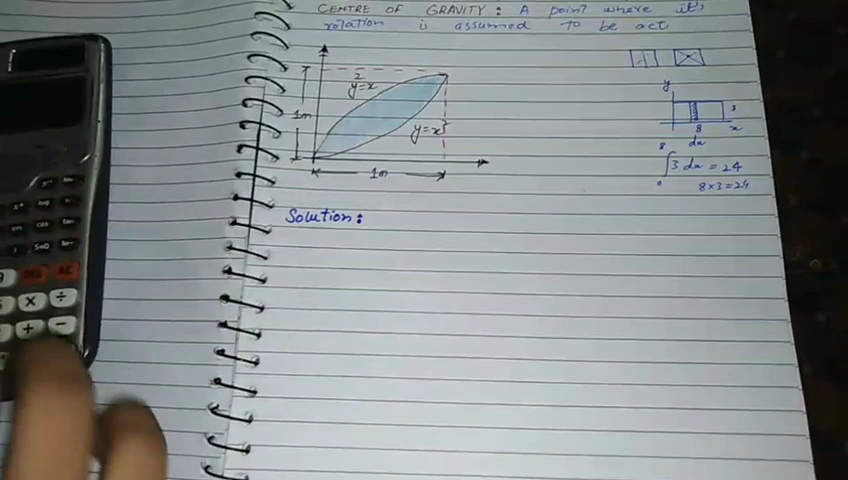 CENTRE OF GRAVITY : A point where it's
rotation is assumed to be act
y² = x
1m
y = x²
1m
Solution:
y
3
8
x
dx
8
∫ 3 dx = 24
0
8 × 3 = 24
AC
S⇔D
×
÷
+
−